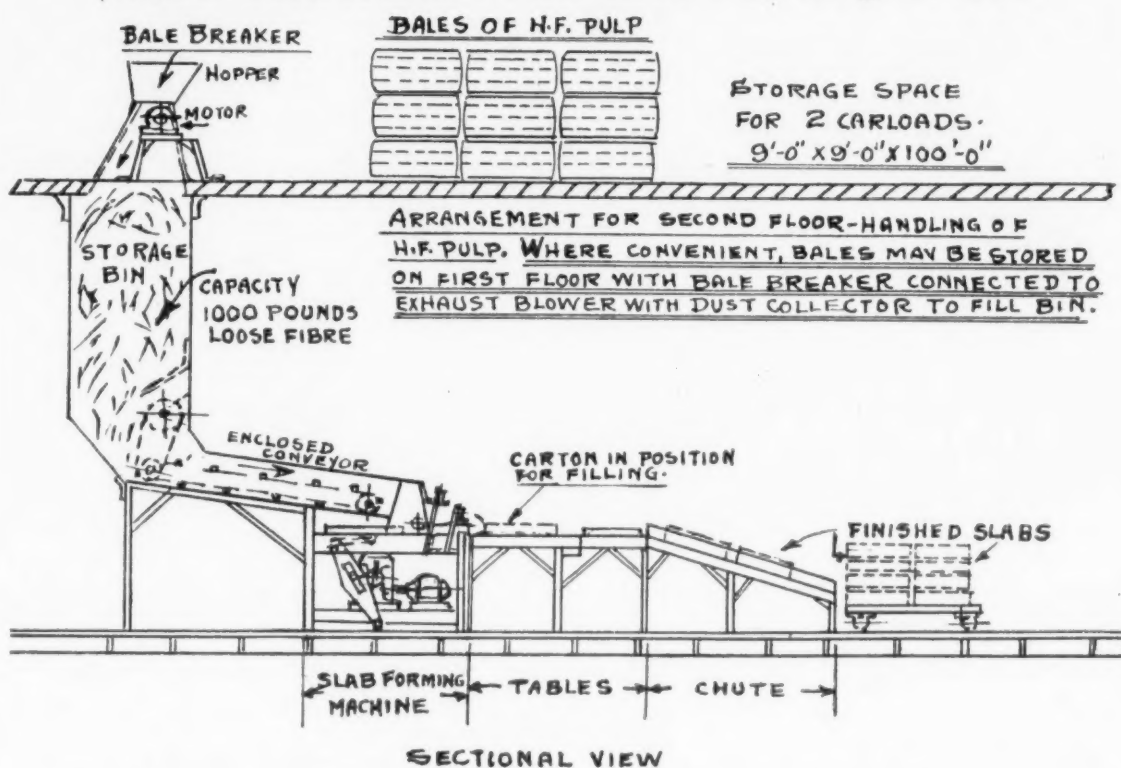 BALE BREAKER
HOPPER
MOTOR
BALES OF H.F. PULP
STORAGE SPACE
FOR 2 CARLOADS.
9'-0" X 9'-0" X 100'-0"
ARRANGEMENT FOR SECOND FLOOR-HANDLING OF
H.F. PULP. WHERE CONVENIENT, BALES MAY BE STORED
ON FIRST FLOOR WITH BALE BREAKER CONNECTED TO
EXHAUST BLOWER WITH DUST COLLECTOR TO FILL BIN.
STORAGE
BIN
CAPACITY
1000 POUNDS
LOOSE FIBRE
ENCLOSED
CONVEYOR
CARTON IN POSITION
FOR FILLING.
FINISHED SLABS
SLAB FORMING
MACHINE
TABLES
CHUTE
SECTIONAL VIEW